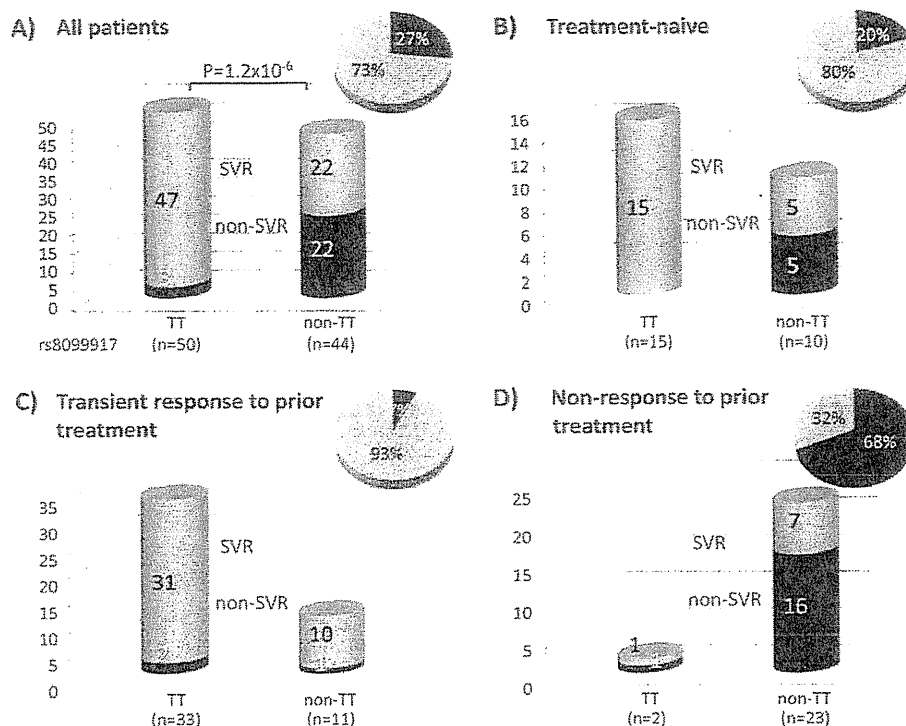 A) All patients
27%
73%
P=1.2x10-6
50
45
40
35
30
25
20
15
10
5
0
47
3
SVR
non-SVR
22
22
rs8099917
TT
(n=50)
non-TT
(n=44)
B) Treatment-naive
20%
80%
16
14
12
10
8
6
4
2
0
15
SVR
non-SVR
5
5
TT
(n=15)
non-TT
(n=10)
C) Transient response to prior
treatment
93%
35
30
25
20
15
10
5
0
31
2
SVR
non-SVR
10
TT
(n=33)
non-TT
(n=11)
D) Non-response to prior
treatment
32%
68%
25
20
15
10
5
0
1
SVR
non-SVR
7
16
TT
(n=2)
non-TT
(n=23)